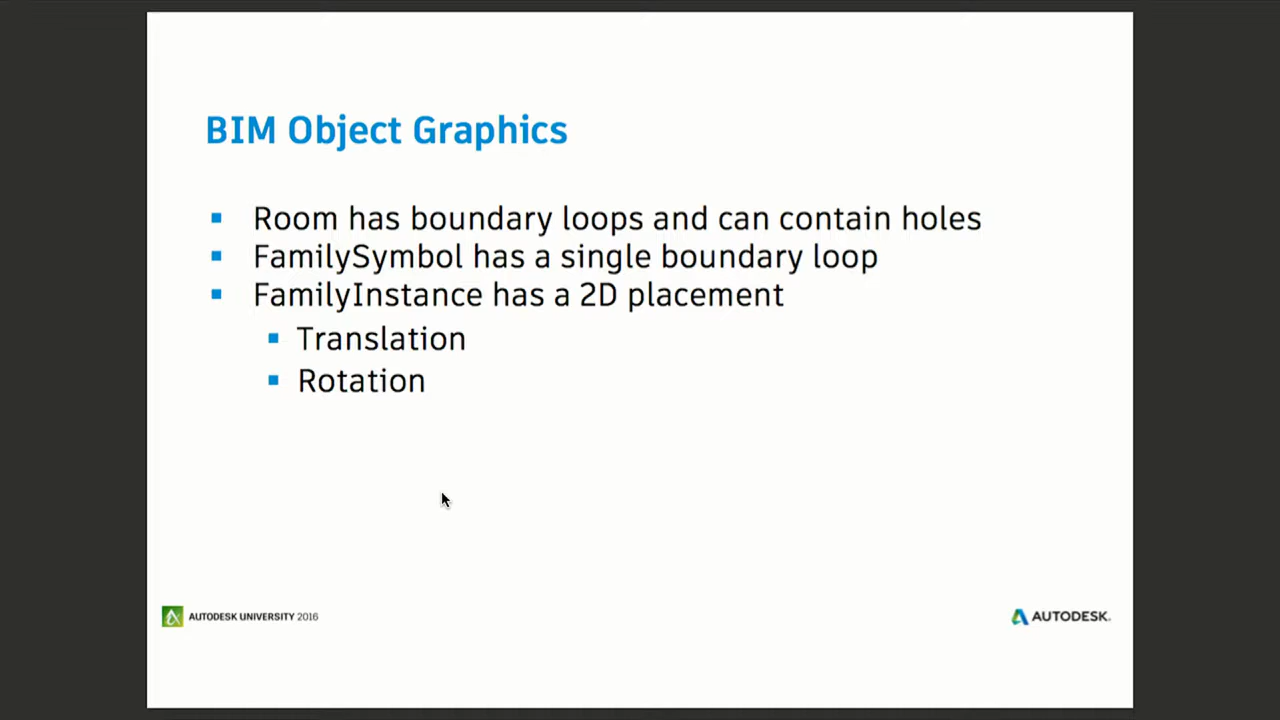 BIM Object Graphics
Room has boundary loops and can contain holes
FamilySymbol has a single boundary loop
FamilyInstance has a 2D placement
Translation
Rotation
AUTODESK UNIVERSITY 2016
AUTODESK.